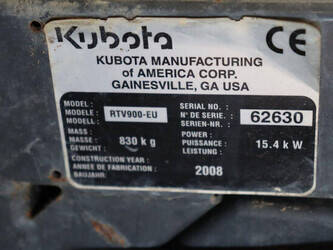 Kubota CE
KUBOTA MANUFACTURING
of AMERICA CORP.
GAINESVILLE, GA USA
MODEL: SERIAL NO.:
MODELE: RTV900-EU N° DE SERIE: 62630
MODELL: SERIEN-NR.:
MASS: POWER:
MASSE: 830 kg PUISSANCE: 15.4 kW
GEWICHT: LEISTUNG:
CONSTRUCTION YEAR:
ANNEE DE FABRICATION: 2008
BAUJAHR: